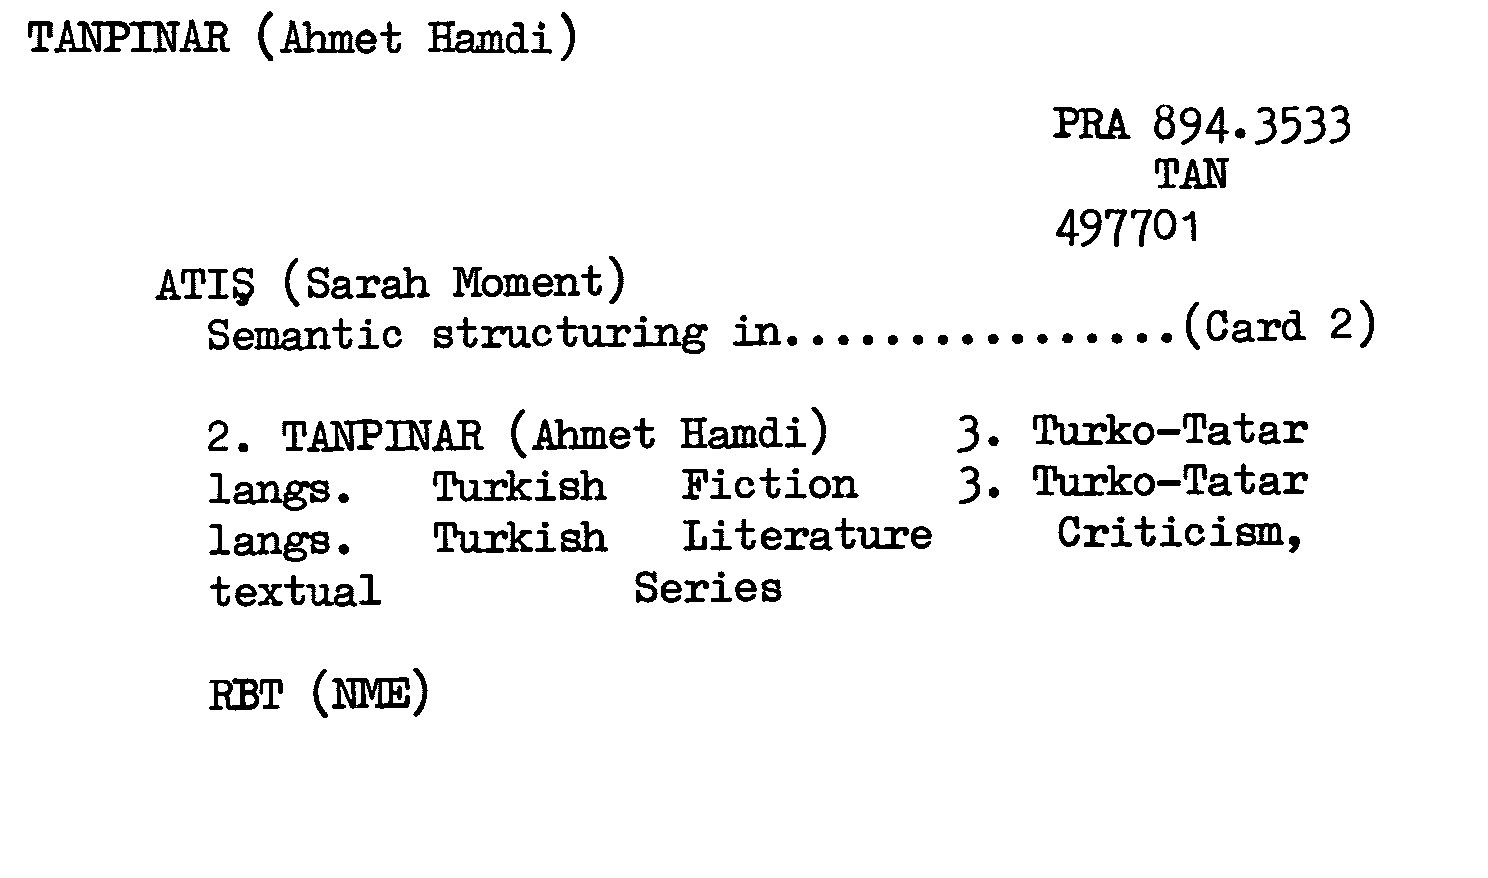 TANPINAR (Ahmet Hamdi)
PRA 894.3533
TAN
497701
ATIŞ (Sarah Moment)
Semantic structuring in................(Card 2)
2. TANPINAR (Ahmet Hamdi) 3. Turko-Tatar
langs. Turkish Fiction 3. Turko-Tatar
langs. Turkish Literature Criticism,
textual Series
RBT (NME)